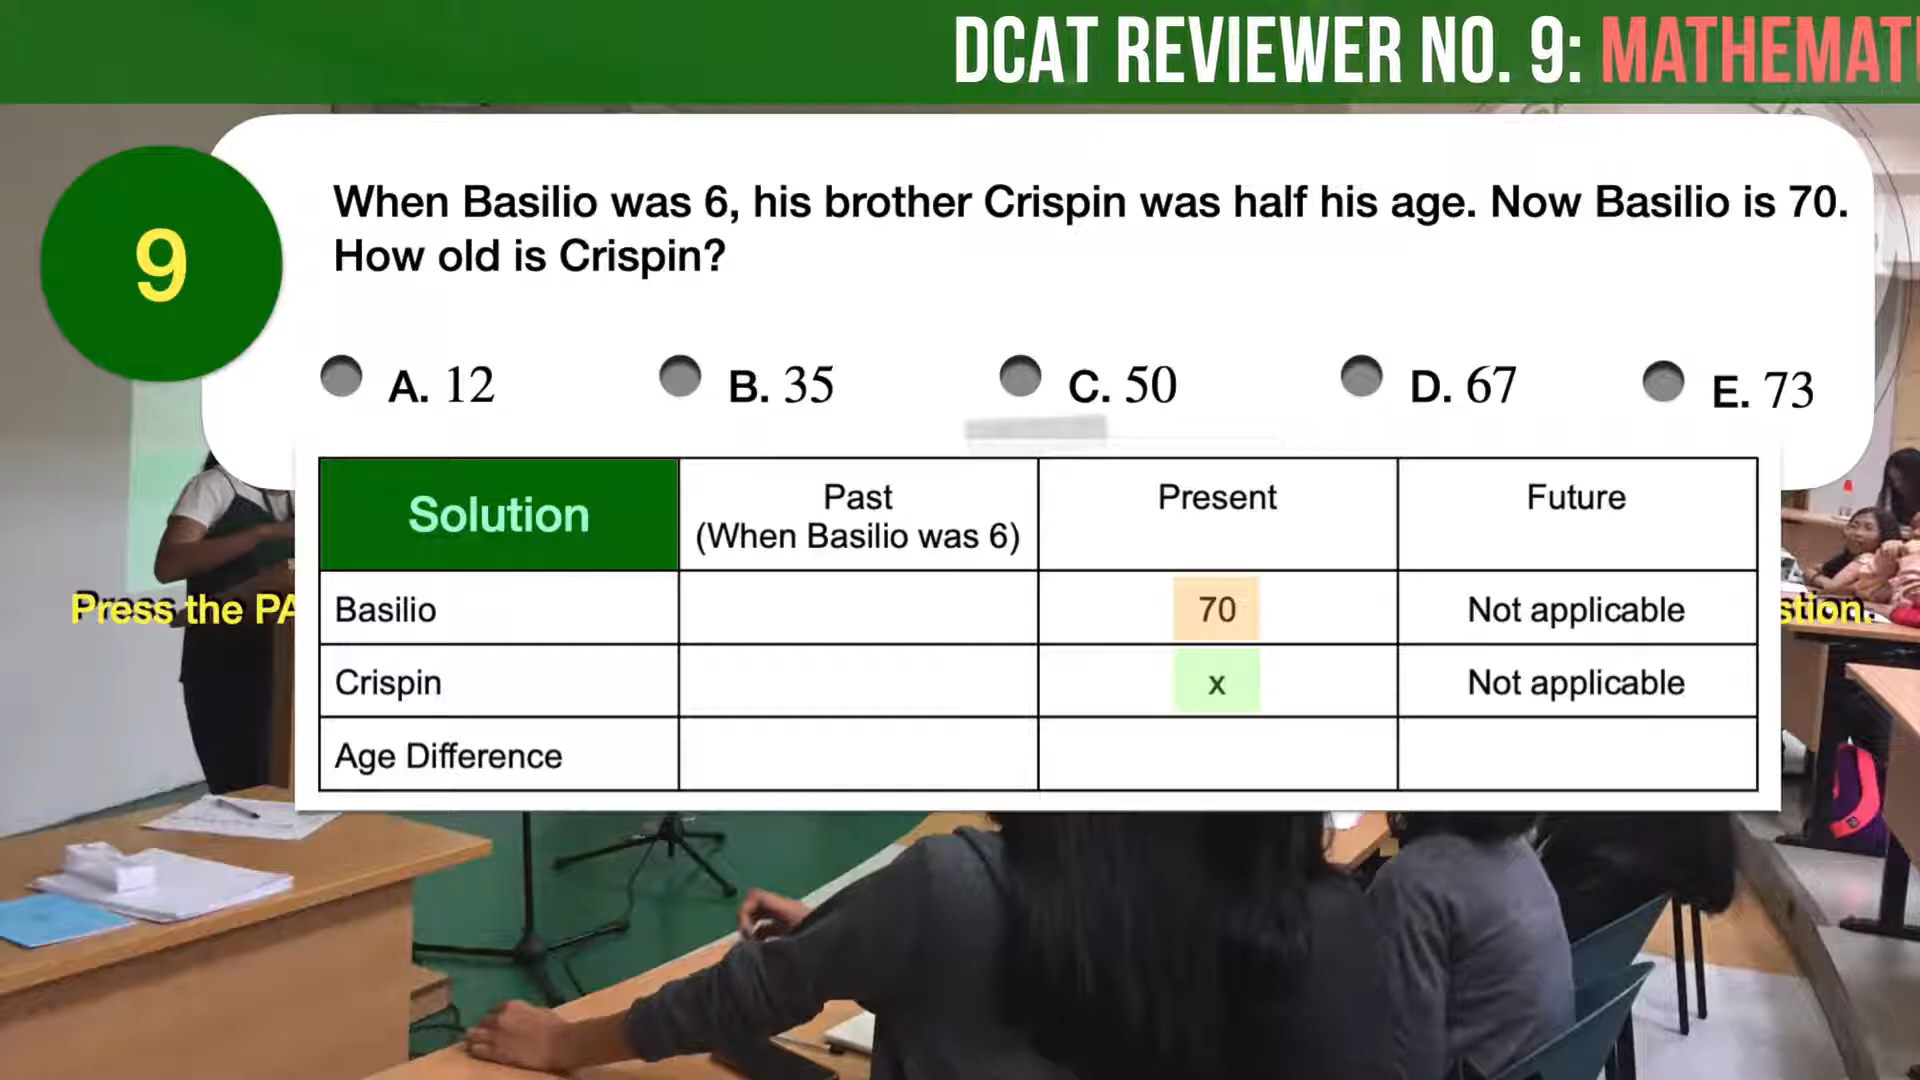 DCAT REVIEWER NO. 9: MATHEMATI
9
When Basilio was 6, his brother Crispin was half his age. Now Basilio is 70.
How old is Crispin?
A. 12
B. 35
C. 50
D. 67
E. 73
Solution
Past
(When Basilio was 6)
Present
Future
Press the PA
stion.
Basilio
70
Not applicable
Crispin
x
Not applicable
Age Difference